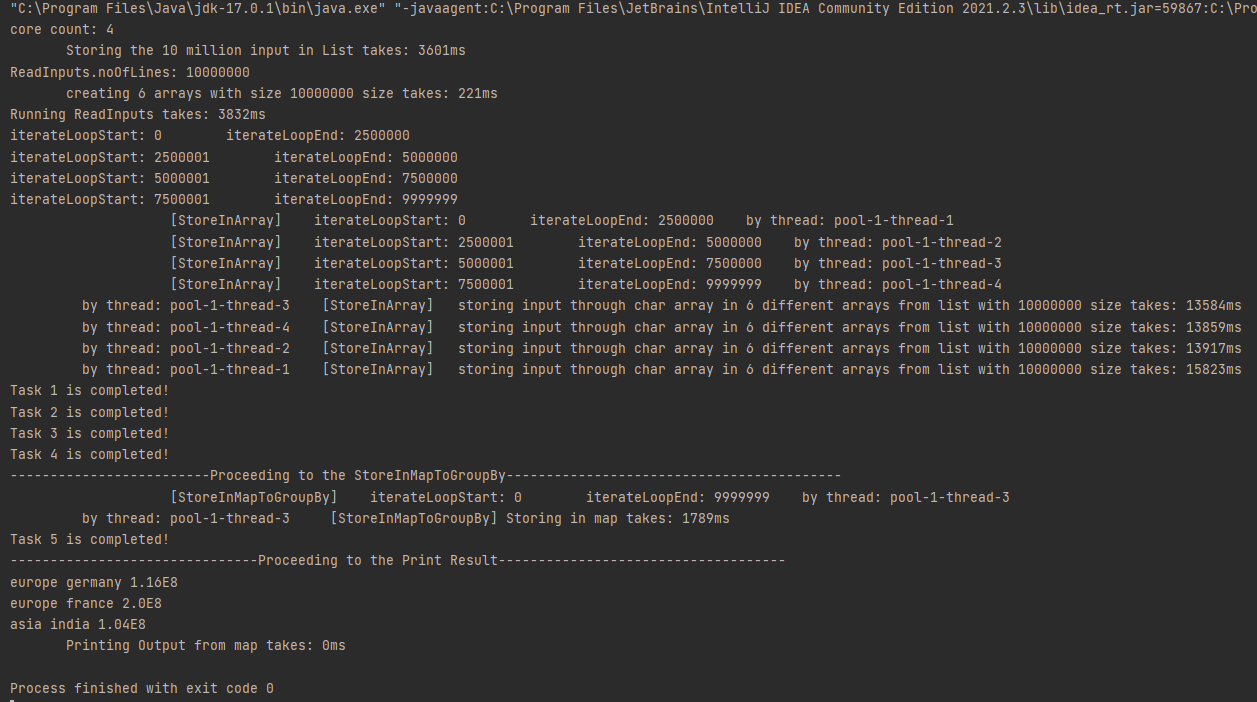 "C:\Program Files\Java\jdk-17.0.1\bin\java.exe" "-javaagent:C:\Program Files\JetBrains\IntelliJ IDEA Community Edition 2021.2.3\lib\idea_rt.jar=59867:C:\Pro
core count: 4
Storing the 10 million input in List takes: 3601ms
ReadInputs.noOfLines: 10000000
creating 6 arrays with size 10000000 size takes: 221ms
Running ReadInputs takes: 3832ms
iterateLoopStart: 0 iterateLoopEnd: 2500000
iterateLoopStart: 2500001 iterateLoopEnd: 5000000
iterateLoopStart: 5000001 iterateLoopEnd: 7500000
iterateLoopStart: 7500001 iterateLoopEnd: 9999999
[StoreInArray] iterateLoopStart: 0 iterateLoopEnd: 2500000 by thread: pool-1-thread-1
[StoreInArray] iterateLoopStart: 2500001 iterateLoopEnd: 5000000 by thread: pool-1-thread-2
[StoreInArray] iterateLoopStart: 5000001 iterateLoopEnd: 7500000 by thread: pool-1-thread-3
[StoreInArray] iterateLoopStart: 7500001 iterateLoopEnd: 9999999 by thread: pool-1-thread-4
by thread: pool-1-thread-3 [StoreInArray] storing input through char array in 6 different arrays from list with 10000000 size takes: 13584ms
by thread: pool-1-thread-4 [StoreInArray] storing input through char array in 6 different arrays from list with 10000000 size takes: 13859ms
by thread: pool-1-thread-2 [StoreInArray] storing input through char array in 6 different arrays from list with 10000000 size takes: 13917ms
by thread: pool-1-thread-1 [StoreInArray] storing input through char array in 6 different arrays from list with 10000000 size takes: 15823ms
Task 1 is completed!
Task 2 is completed!
Task 3 is completed!
Task 4 is completed!
-------------------------Proceeding to the StoreInMapToGroupBy------------------------------------------
[StoreInMapToGroupBy] iterateLoopStart: 0 iterateLoopEnd: 9999999 by thread: pool-1-thread-3
by thread: pool-1-thread-3 [StoreInMapToGroupBy] Storing in map takes: 1789ms
Task 5 is completed!
-------------------------------Proceeding to the Print Result------------------------------------
europe germany 1.16E8
europe france 2.0E8
asia india 1.04E8
Printing Output from map takes: 0ms
Process finished with exit code 0